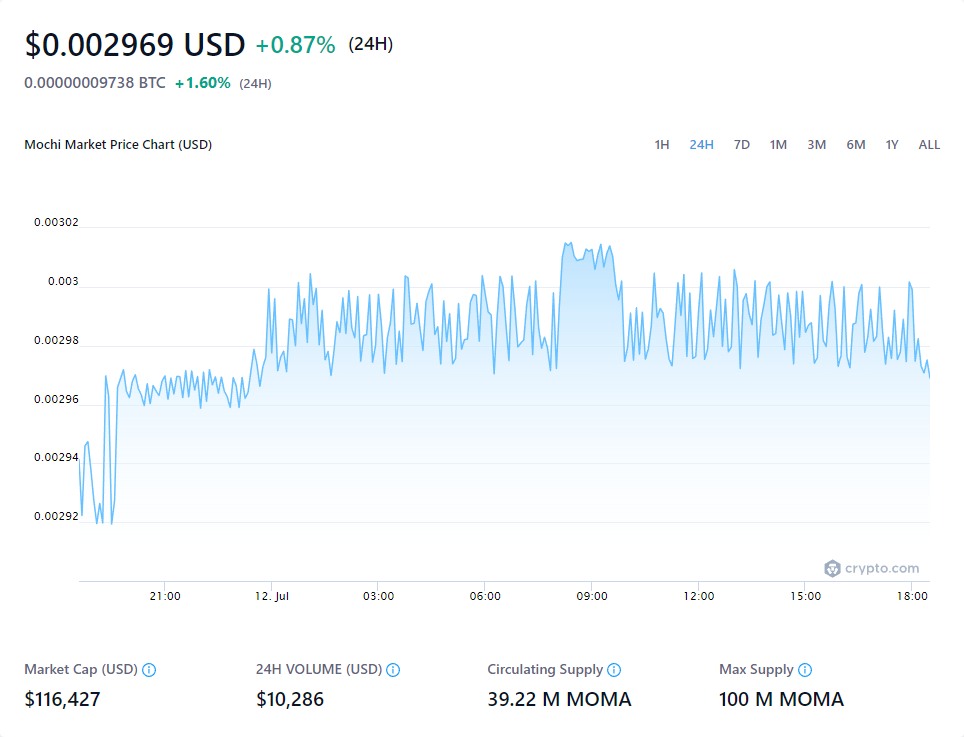 $0.002969 USD +0.87% (24H)
0.00000009738 BTC +1.60% (24H)
Mochi Market Price Chart (USD) 1H 24H 7D 1M 3M 6M 1Y ALL
0.00302
0.003
0.00298
0.00296
0.00294
0.00292
crypto.com
21:00 12. Jul 03:00 06:00 09:00 12:00 15:00 18:00
Market Cap (USD) 24H VOLUME (USD) Circulating Supply Max Supply
$116,427 $10,286 39.22 M MOMA 100 M MOMA